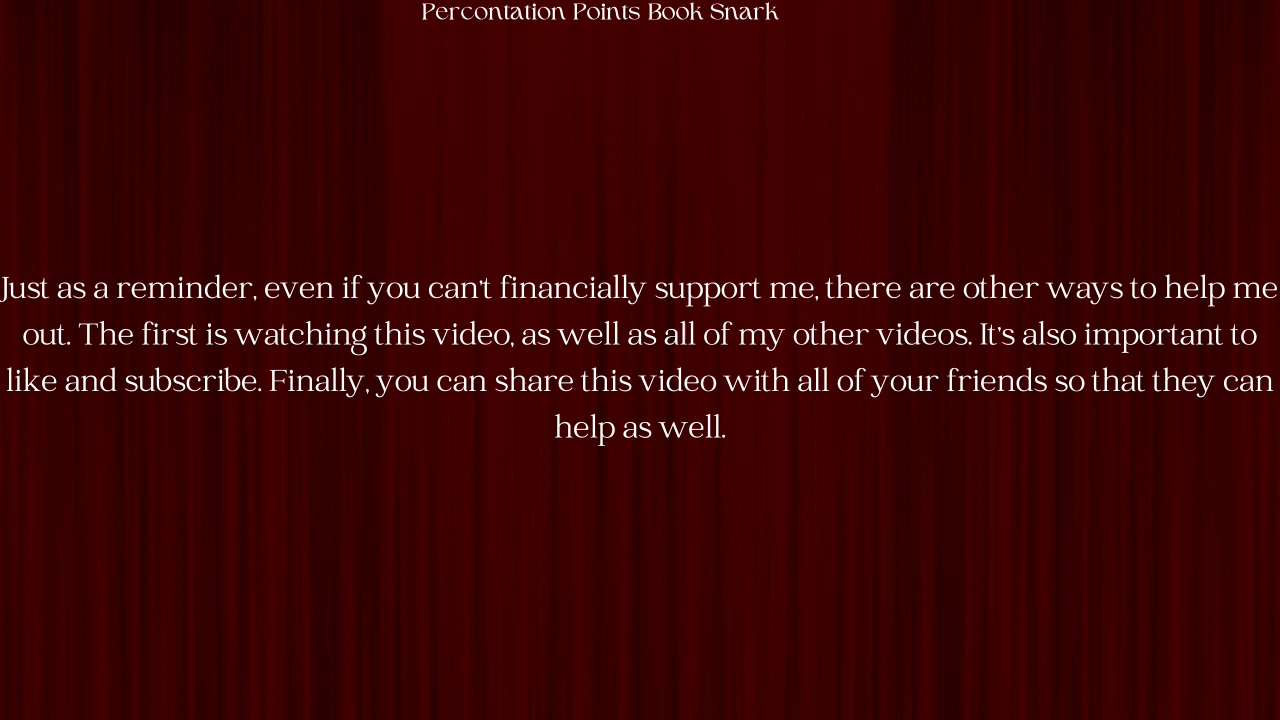 Percontation Points Book Snark
Just as a reminder, even if you can't financially support me, there are other ways to help me
out. The first is watching this video, as well as all of my other videos. It's also important to
like and subscribe. Finally, you can share this video with all of your friends so that they can
help as well.